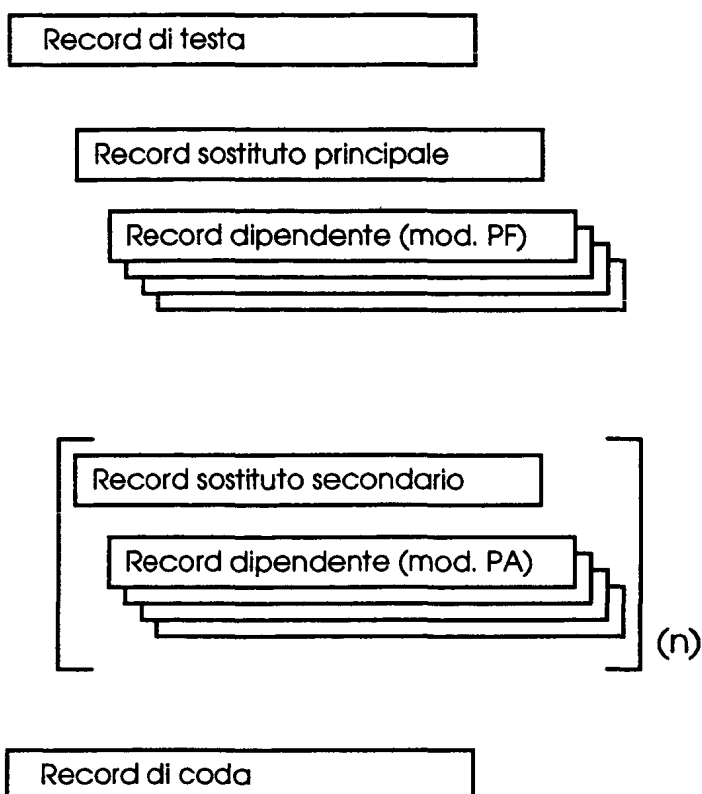 Record di testa
Record sostituto principale
Record dipendente (mod. PF)
Record sostituto secondario
Record dipendente (mod. PA)
(n)
Record di coda